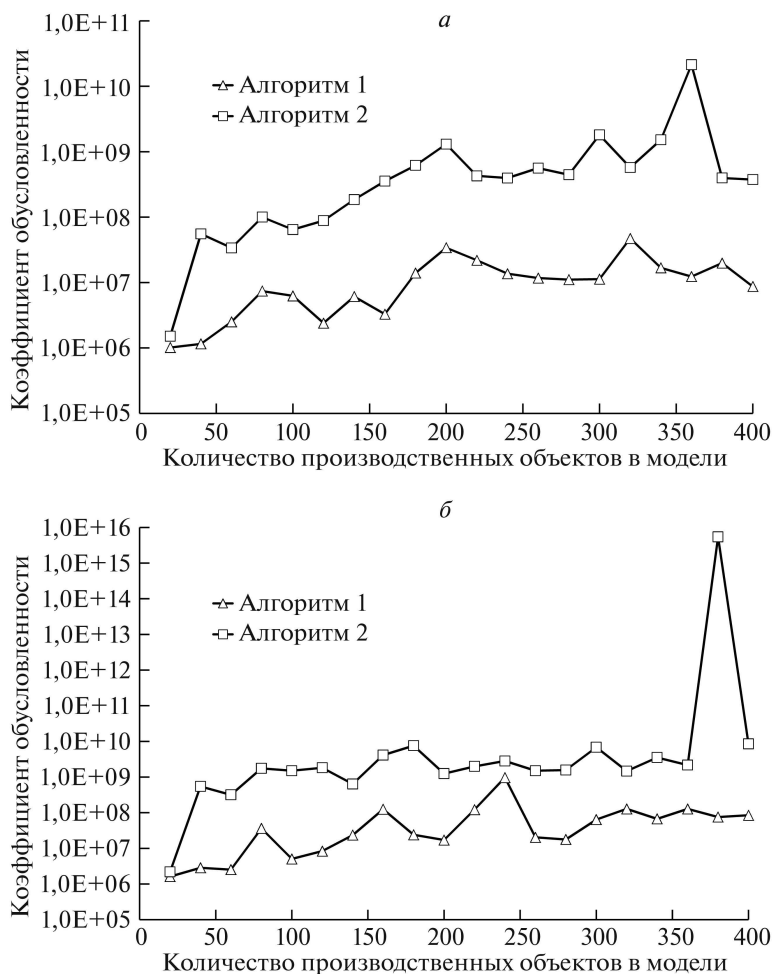 а
1,0E+11
1,0E+10
1,0E+09
1,0E+08
1,0E+07
1,0E+06
1,0E+05
Коэффициент обусловленности
Алгоритм 1
Алгоритм 2
0 50 100 150 200 250 300 350 400
Количество производственных объектов в модели
б
1,0E+16
1,0E+15
1,0E+14
1,0E+13
1,0E+12
1,0E+11
1,0E+10
1,0E+09
1,0E+08
1,0E+07
1,0E+06
1,0E+05
Коэффициент обусловленности
Алгоритм 1
Алгоритм 2
0 50 100 150 200 250 300 350 400
Количество производственных объектов в модели